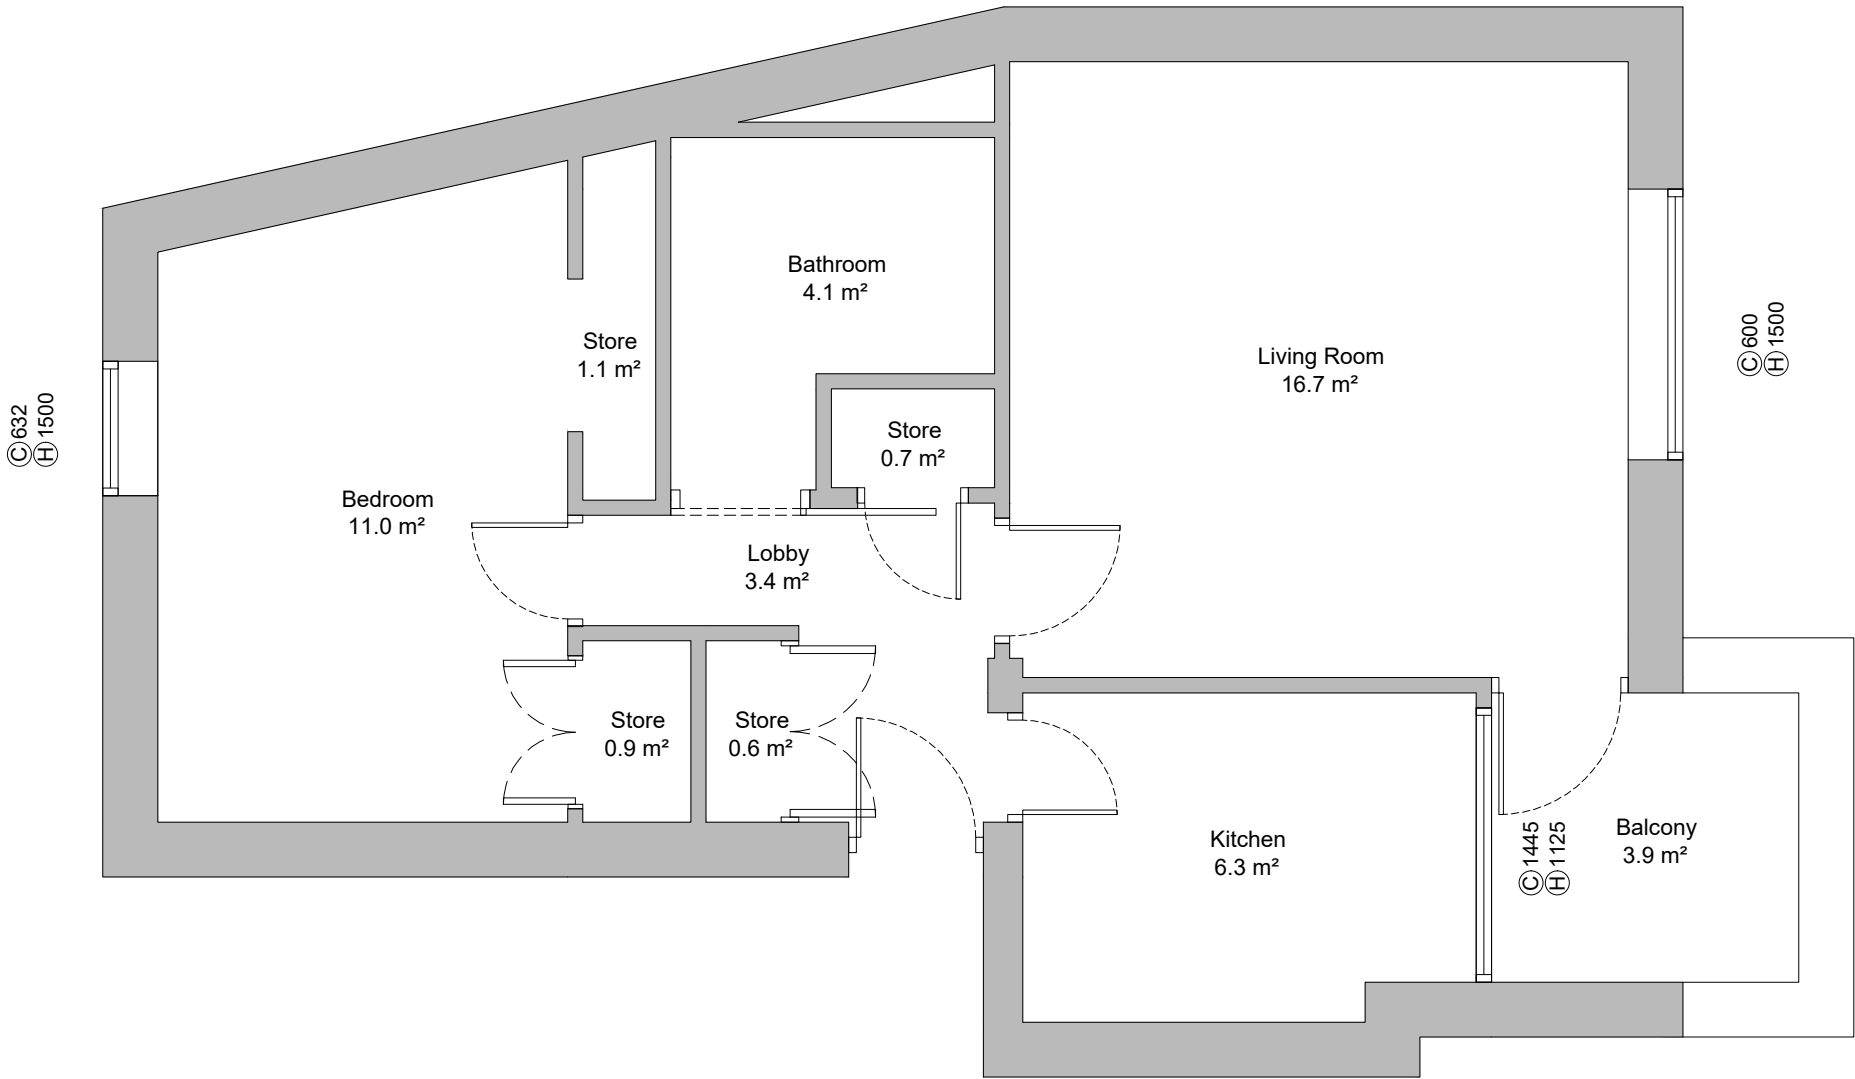 Bathroom
4.1 m²
Store
1.1 m²
Living Room
16.7 m²
Ⓒ600
Ⓗ1500
Ⓒ632
Ⓗ1500
Store
0.7 m²
Bedroom
11.0 m²
Lobby
3.4 m²
Store
0.9 m²
Store
0.6 m²
Kitchen
6.3 m²
Ⓒ1445
Ⓗ1125
Balcony
3.9 m²